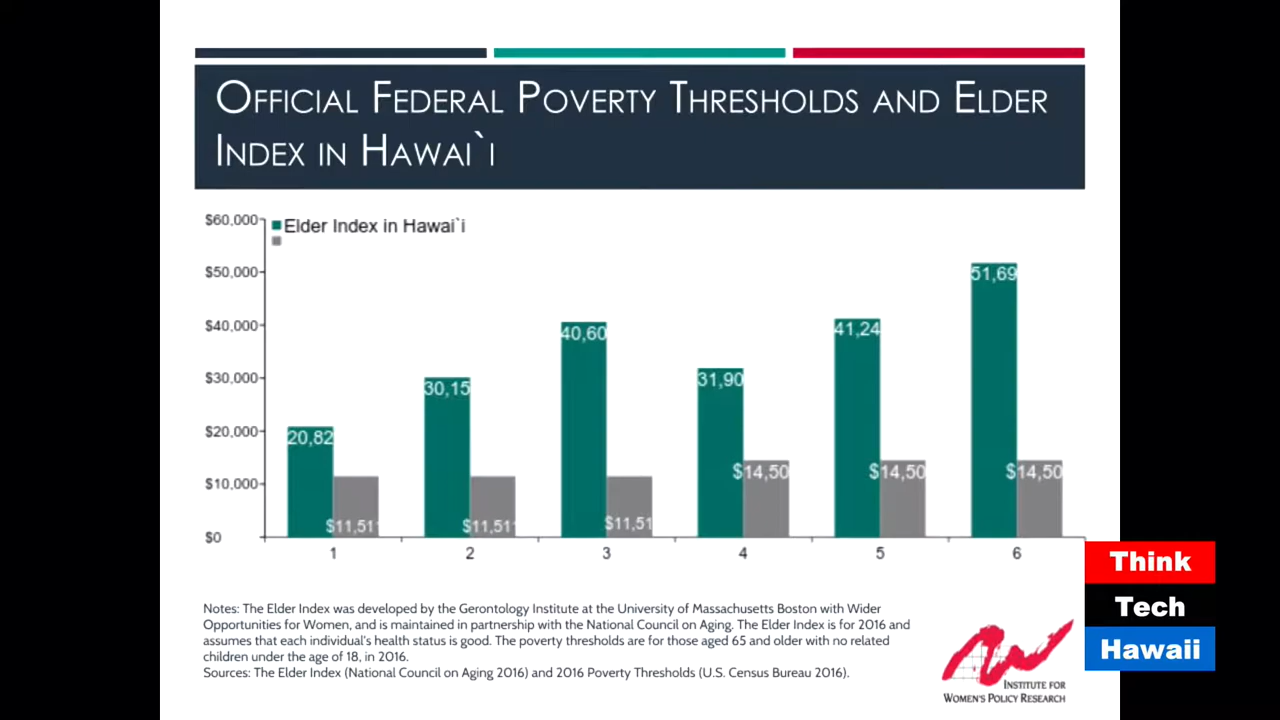 OFFICIAL FEDERAL POVERTY THRESHOLDS AND ELDER
INDEX IN HAWAI`I
$60,000
$50,000
$40,000
$30,000
$20,000
$10,000
$0
Elder Index in Hawai`i
20,82
30,15
40,60
31,90
41,24
51,69
$11,511
$11,511
$11,51
$14,50
$14,50
$14,50
1 2 3 4 5 6
Notes: The Elder Index was developed by the Gerontology Institute at the University of Massachusetts Boston with Wider
Opportunities for Women, and is maintained in partnership with the National Council on Aging. The Elder Index is for 2016 and
assumes that each individual's health status is good. The poverty thresholds are for those aged 65 and older with no related
children under the age of 18, in 2016.
Sources: The Elder Index (National Council on Aging 2016) and 2016 Poverty Thresholds (U.S. Census Bureau 2016).
INSTITUTE FOR
WOMEN'S POLICY RESEARCH
Think
Tech
Hawaii